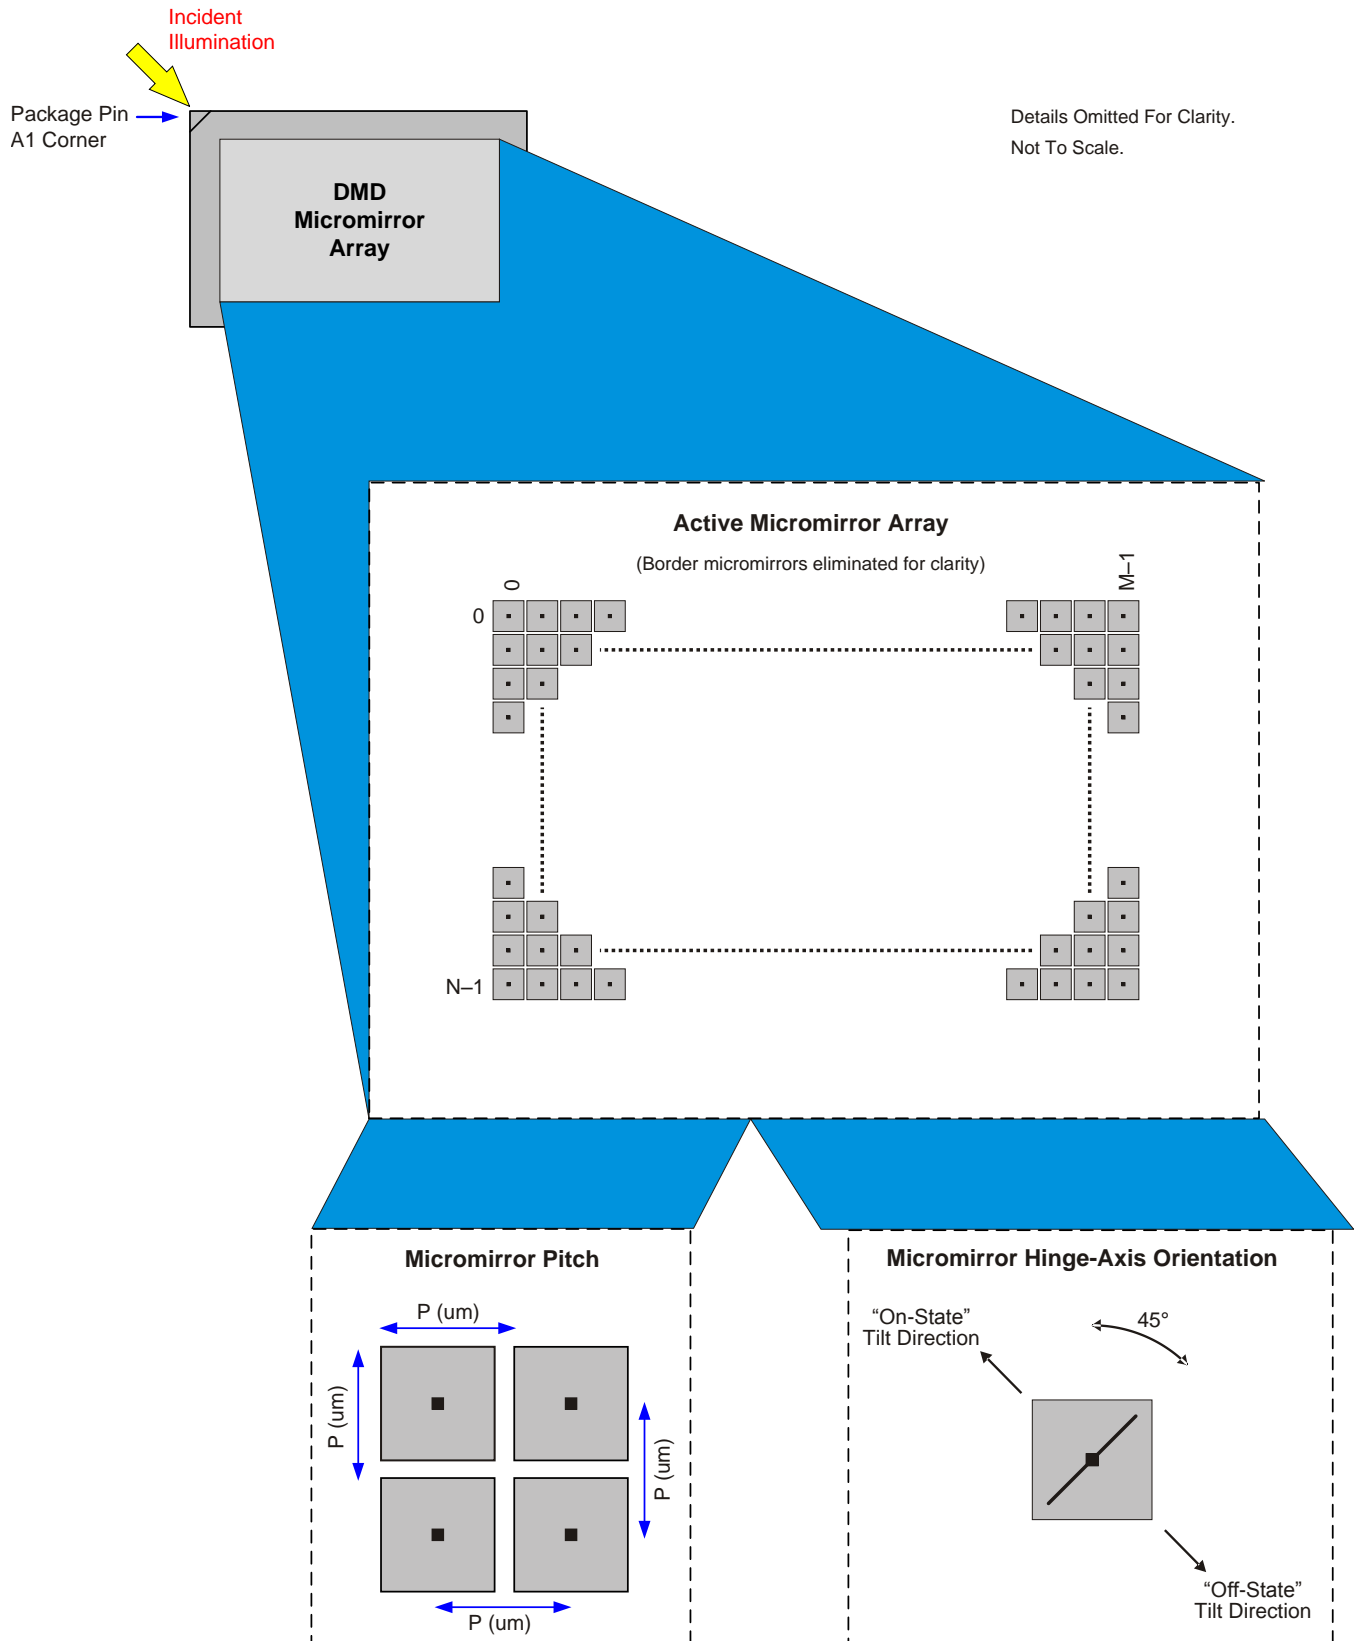 Incident
Illumination
Package Pin
A1 Corner
Details Omitted For Clarity.
Not To Scale.
DMD
Micromirror
Array
Active Micromirror Array
(Border micromirrors eliminated for clarity)
0
M–1
0
N–1
Micromirror Pitch
P (um)
P (um)
P (um)
P (um)
Micromirror Hinge-Axis Orientation
“On-State”
Tilt Direction
45°
“Off-State”
Tilt Direction